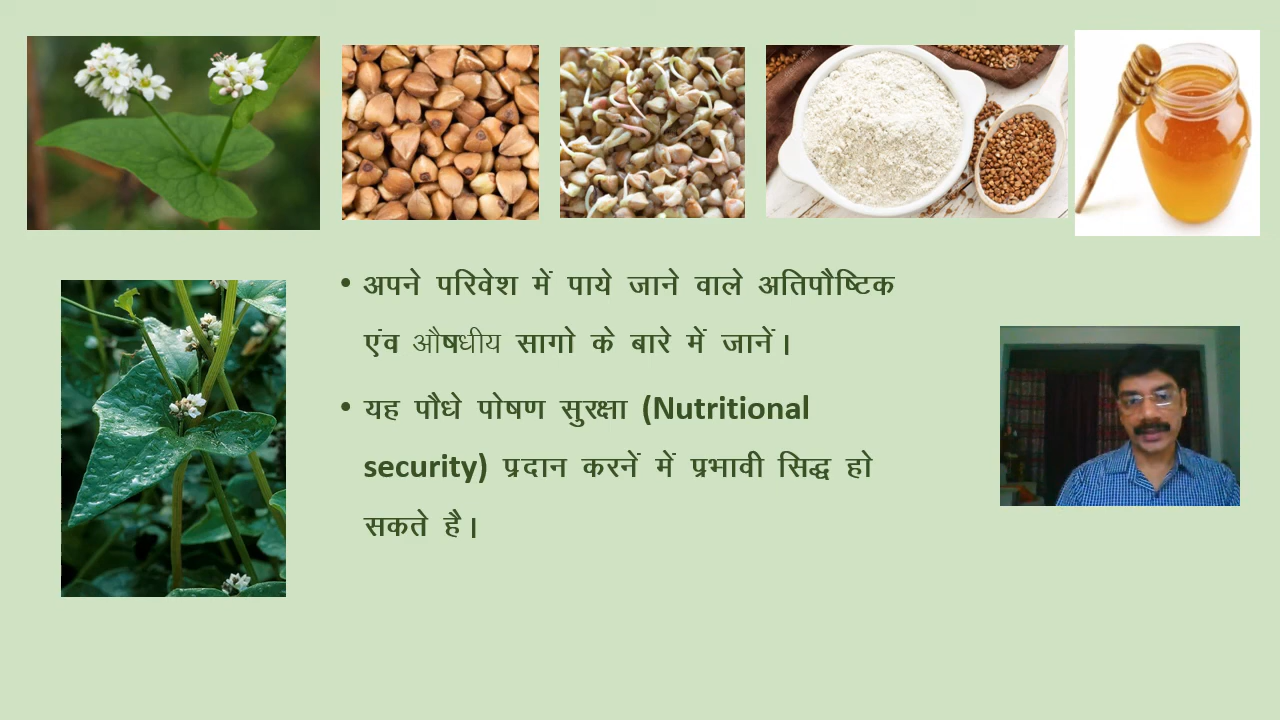 • अपने परिवेश में पाये जाने वाले अतिपौष्टिक
एंव औषधीय सागो के बारे में जानें।
• यह पौधे पोषण सुरक्षा (Nutritional
security) प्रदान करनें में प्रभावी सिद्ध हो
सकते है।